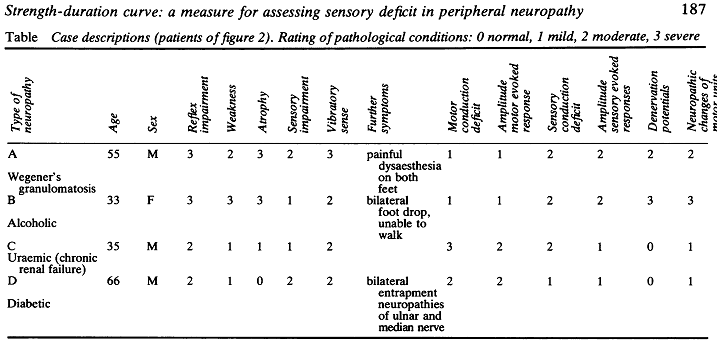 Strength-duration curve: a measure for assessing sensory deficit in peripheral neuropathy 187
Table Case descriptions (patients of figure 2). Rating of pathological conditions: 0 normal, 1 mild, 2 moderate, 3 severe
Type of neuropathy Age Sex Reflex impairment Weakness Atrophy Sensory impairment Vibratory sense Further symptoms Motor conduction deficit Amplitude motor evoked response Sensory conduction deficit Amplitude sensory evoked responses Denervation potentials Neuropathic changes of motor unit
A 55 M 3 2 3 2 3 painful 1 1 2 2 2 2
dysaesthesia
Wegener's on both
granulomatosis feet
B 33 F 3 3 3 1 2 bilateral 1 1 2 2 3 3
foot drop,
Alcoholic unable to
walk
C 35 M 2 1 1 1 2 3 2 2 1 0 1
Uraemic (chronic
renal failure)
D 66 M 2 1 0 2 2 bilateral 2 2 1 1 0 1
entrapment
Diabetic neuropathies
of ulnar and
median nerve